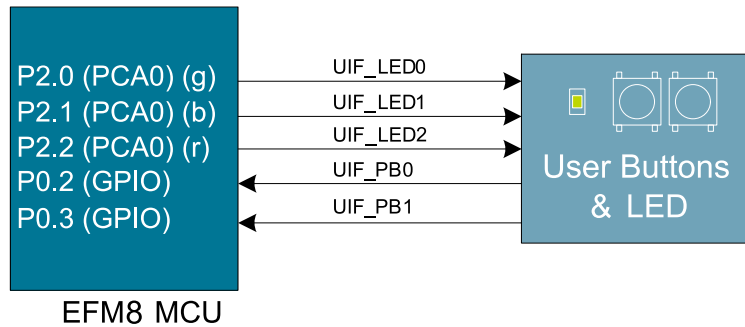 P2.0 (PCA0) (g)
P2.1 (PCA0) (b)
P2.2 (PCA0) (r)
P0.2 (GPIO)
P0.3 (GPIO)
EFM8 MCU
UIF_LED0
UIF_LED1
UIF_LED2
UIF_PB0
UIF_PB1
User Buttons
& LED